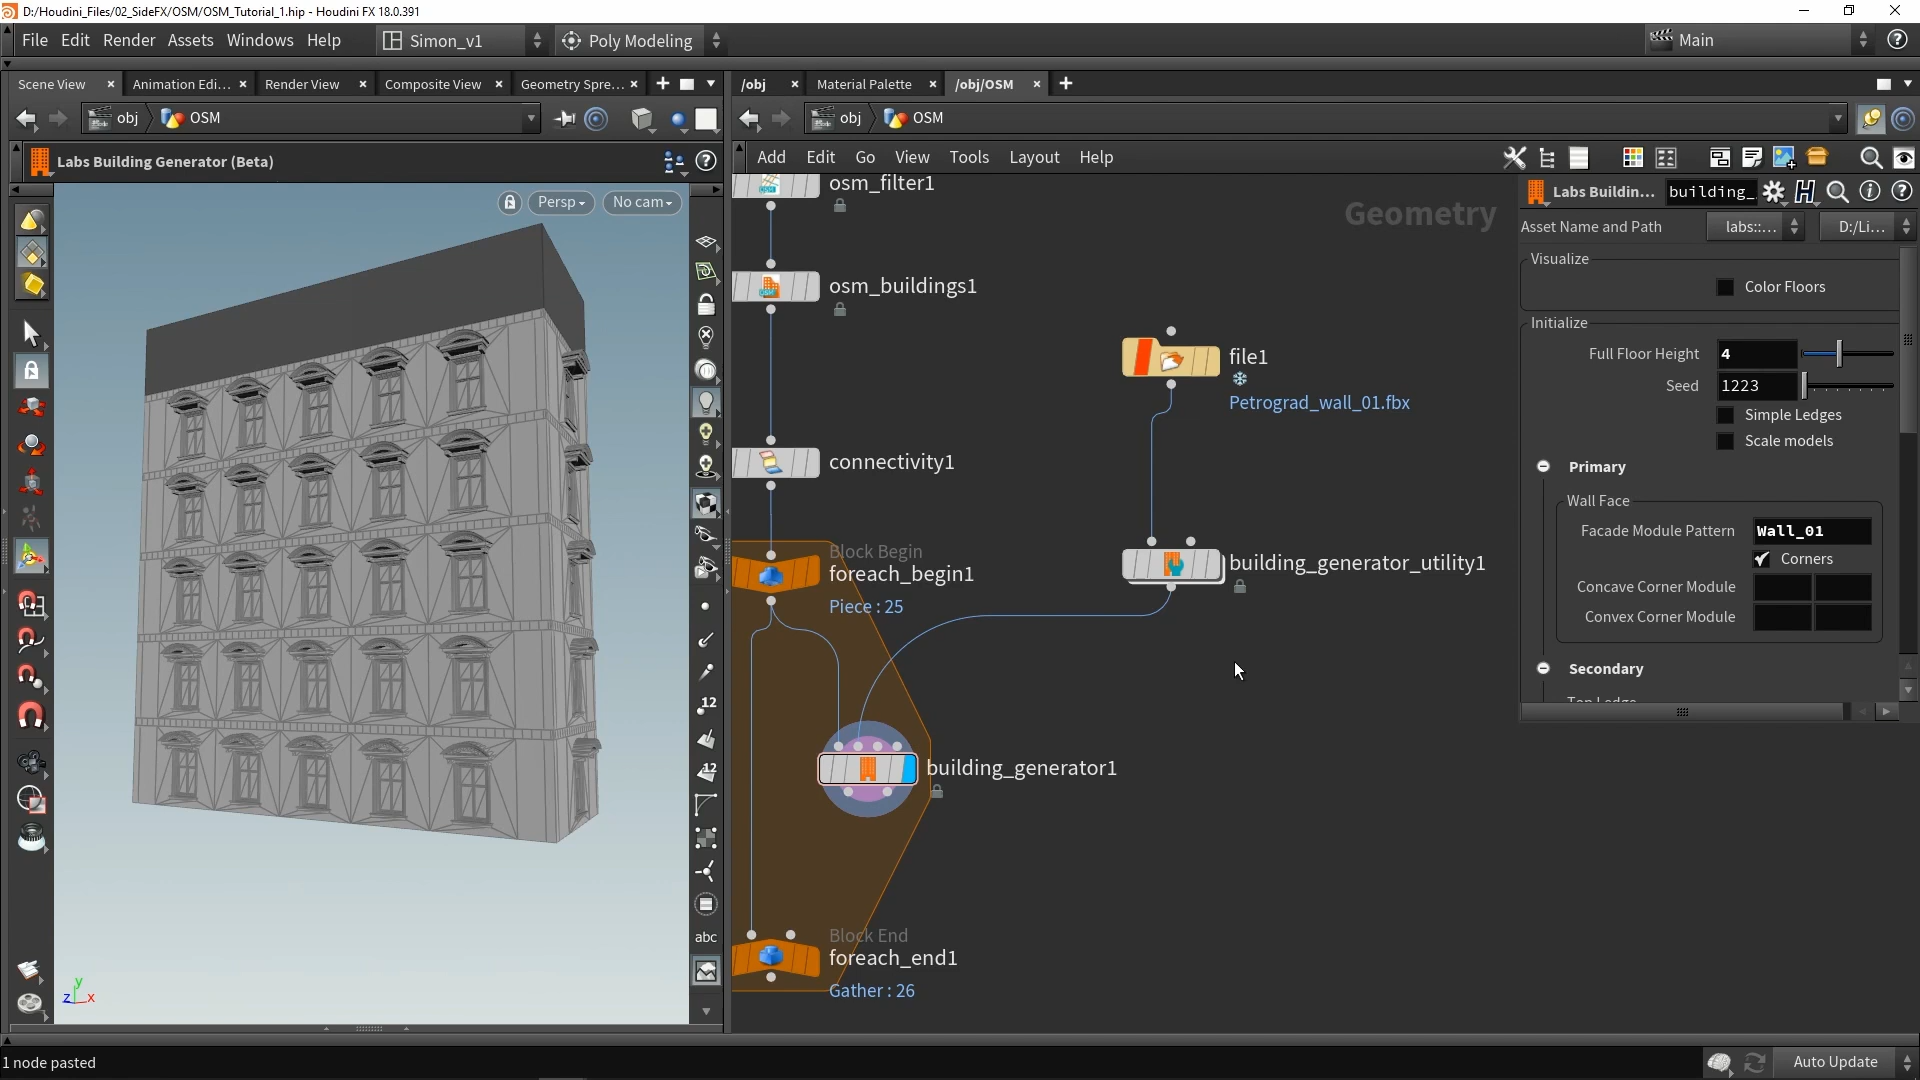 D:/Houdini_Files/02_SideFX/OSM/OSM_Tutorial_1.hip - Houdini FX 18.0.391
File Edit Render Assets Windows Help Simon_v1 Poly Modeling Main
Scene View Animation Edi... Render View Composite View Geometry Spre...
/obj Material Palette /obj/OSM
obj OSM
obj OSM
Labs Building Generator (Beta)
Add Edit Go View Tools Layout Help
Persp
No cam
Geometry
osm_filter1
osm_buildings1
connectivity1
Block Begin
foreach_begin1
Piece : 25
file1
Petrograd_wall_01.fbx
building_generator_utility1
building_generator1
Block End
foreach_end1
Gather : 26
Labs Buildin... building_
Asset Name and Path labs::... D:/Li...
Visualize
Color Floors
Initialize
Full Floor Height 4
Seed 1223
Simple Ledges
Scale models
Primary
Wall Face
Facade Module Pattern Wall_01
Corners
Concave Corner Module
Convex Corner Module
Secondary
12
12
abc
y
z x
1 node pasted
Auto Update